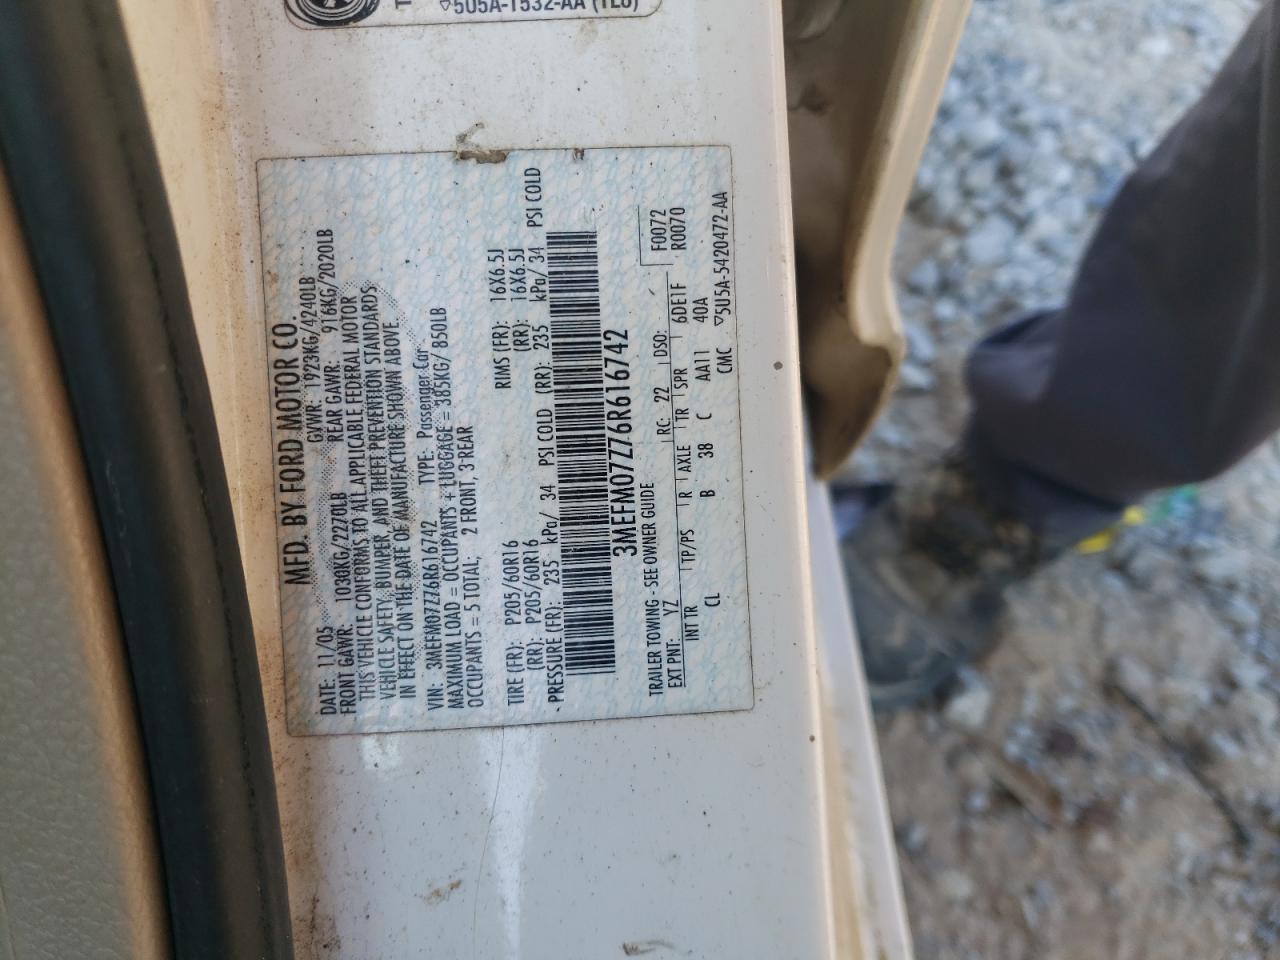 MFD. BY FORD MOTOR CO.
DATE: 11/05 GVWR: 1923KG/4240LB
FRONT GAWR: 1030KG/2270LB REAR GAWR: 916KG/2020LB
THIS VEHICLE CONFORMS TO ALL APPLICABLE FEDERAL MOTOR
VEHICLE SAFETY, BUMPER, AND THEFT PREVENTION STANDARDS
IN EFFECT ON THE DATE OF MANUFACTURE SHOWN ABOVE.
VIN: 3MEFM07Z76R616742 TYPE: Passenger Car
MAXIMUM LOAD = OCCUPANTS + LUGGAGE = 385KG/ 850LB
OCCUPANTS = 5 TOTAL, 2 FRONT, 3-REAR
TIRE (FR): P205/60R16 RIMS (FR): 16X6.5J
(RR): P205/60R16 (RR): 16X6.5J
PRESSURE (FR): 235 kPa/ 34 PSI COLD (RR): 235 kPa/ 34 PSI COLD
3MEFM07Z76R616742
TRAILER TOWING - SEE OWNER GUIDE F0072
EXT PNT: YZ RC: 22 DSO: 6DE1F R0070
INT TR TP/PS R AXLE TR SPR 40A
CL B 38 C AA11
CMC ▽5U5A-5420472-AA
▽5U5A-1532-AA